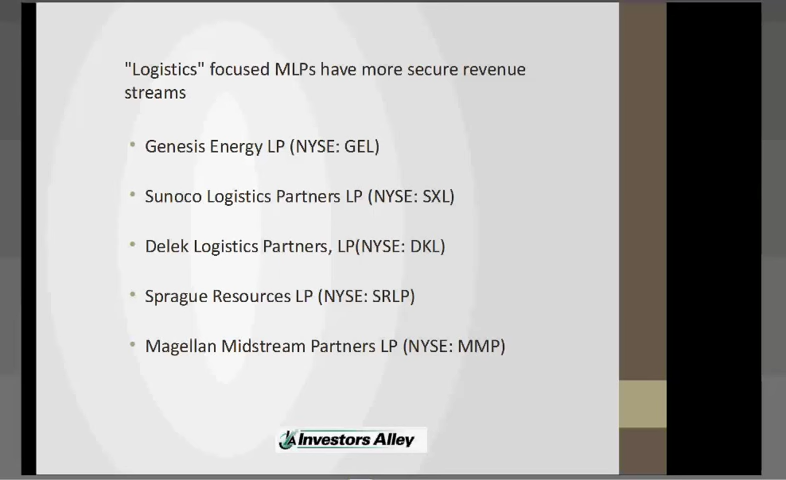 "Logistics" focused MLPs have more secure revenue
streams
• Genesis Energy LP (NYSE: GEL)
• Sunoco Logistics Partners LP (NYSE: SXL)
• Delek Logistics Partners, LP(NYSE: DKL)
• Sprague Resources LP (NYSE: SRLP)
• Magellan Midstream Partners LP (NYSE: MMP)
Investors Alley